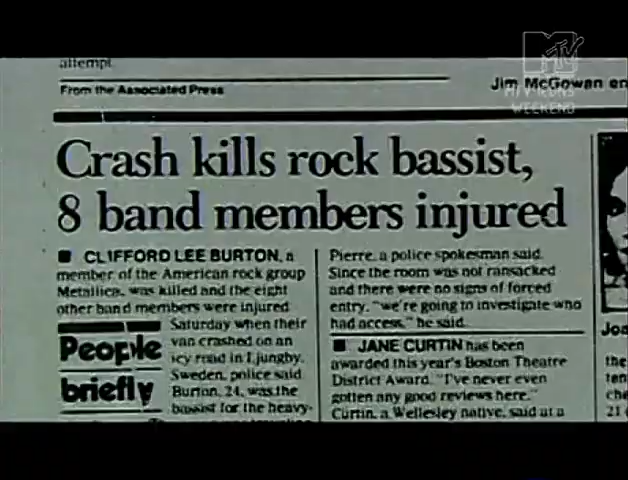 attempt.
From the Associated Press
Jim McGowan en
MTV
MTV ICONS
WEEKEND
Crash kills rock bassist,
8 band members injured
■ CLIFFORD LEE BURTON, a
member of the American rock group
Metallica, was killed and the eight
other band members were injured
Saturday when their
van crashed on an
icy road in Ljungby,
Sweden, police said.
Burton, 24, was the
bassist for the heavy-
People
briefly
Pierre, a police spokesman said.
Since the room was not ransacked
and there were no signs of forced
entry, "we're going to investigate who
had access," he said.
■ JANE CURTIN has been
awarded this year's Boston Theatre
District Award. "I've never even
gotten any good reviews here,"
Curtin, a Wellesley native, said at a
the
ten
che
21